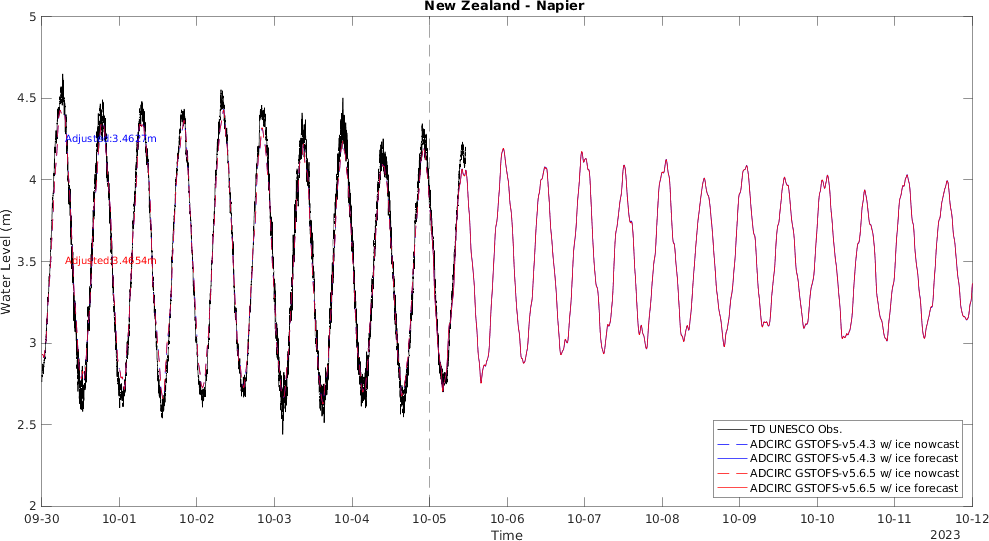 New Zealand - Napier
5
4.5
4
3.5
3
2.5
2
Water Level (m)
Adjusted:3.4627m
Adjusted:3.4654m
TD UNESCO Obs.
ADCIRC GSTOFS-v5.4.3 w/ ice nowcast
ADCIRC GSTOFS-v5.4.3 w/ ice forecast
ADCIRC GSTOFS-v5.6.5 w/ ice nowcast
ADCIRC GSTOFS-v5.6.5 w/ ice forecast
09-30 10-01 10-02 10-03 10-04 10-05 10-06 10-07 10-08 10-09 10-10 10-11 10-12
Time
2023